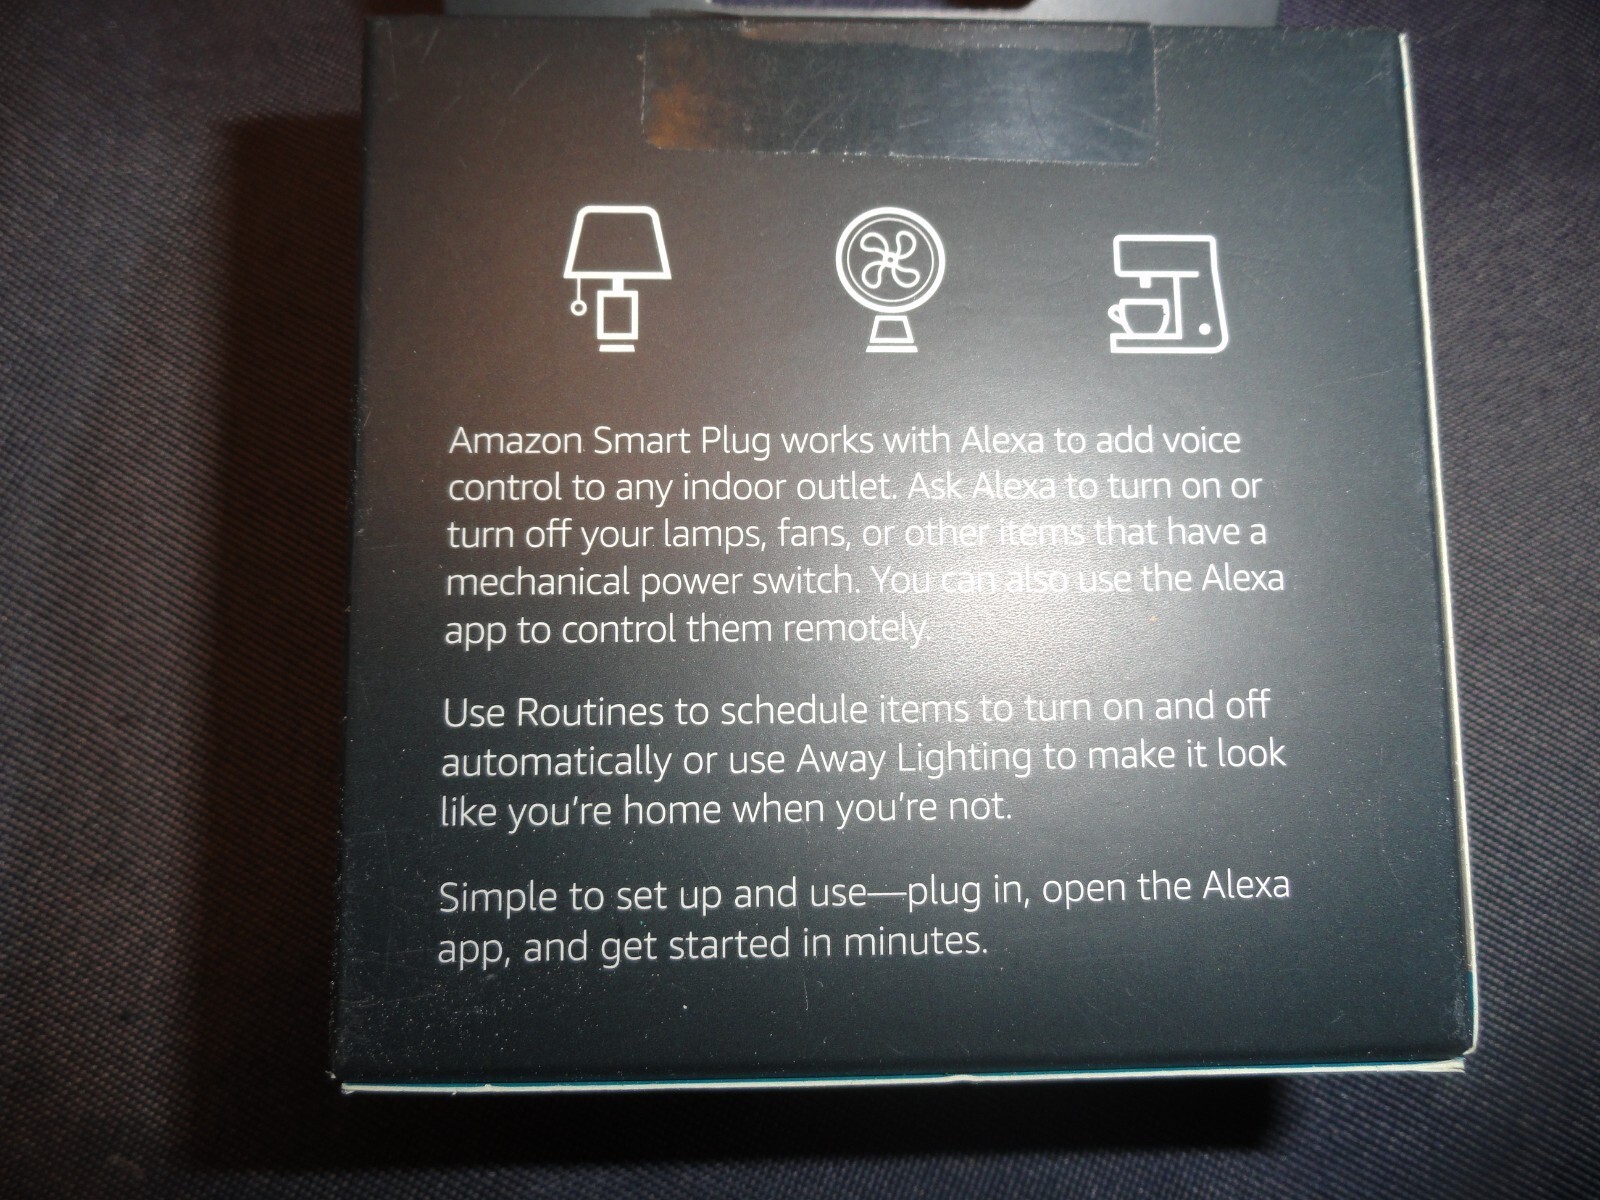 Amazon Smart Plug works with Alexa to add voice
control to any indoor outlet. Ask Alexa to turn on or
turn off your lamps, fans, or other items that have a
mechanical power switch. You can also use the Alexa
app to control them remotely.
Use Routines to schedule items to turn on and off
automatically or use Away Lighting to make it look
like you’re home when you’re not.
Simple to set up and use—plug in, open the Alexa
app, and get started in minutes.